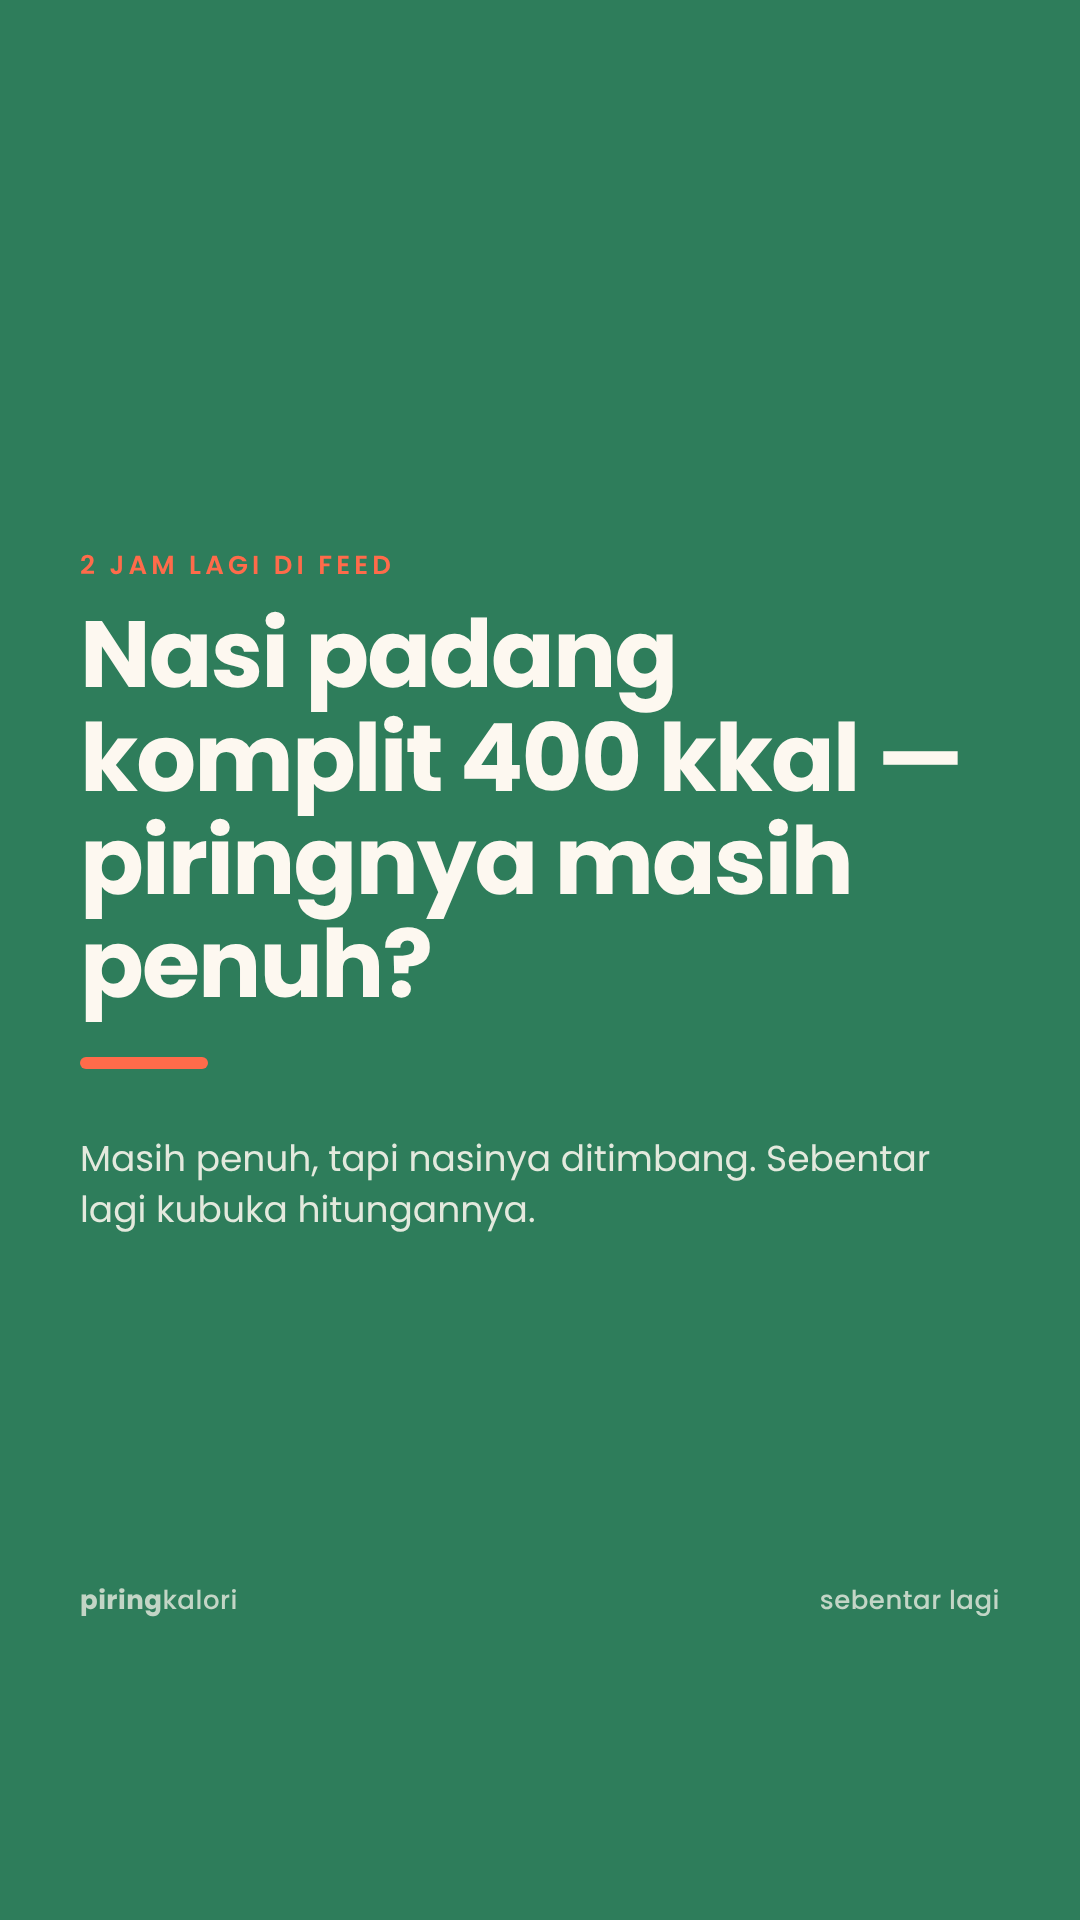 2 JAM LAGI DI FEED
Nasi padang
komplit 400 kkal —
piringnya masih
penuh?
Masih penuh, tapi nasinya ditimbang. Sebentar
lagi kubuka hitungannya.
piringkalori
sebentar lagi